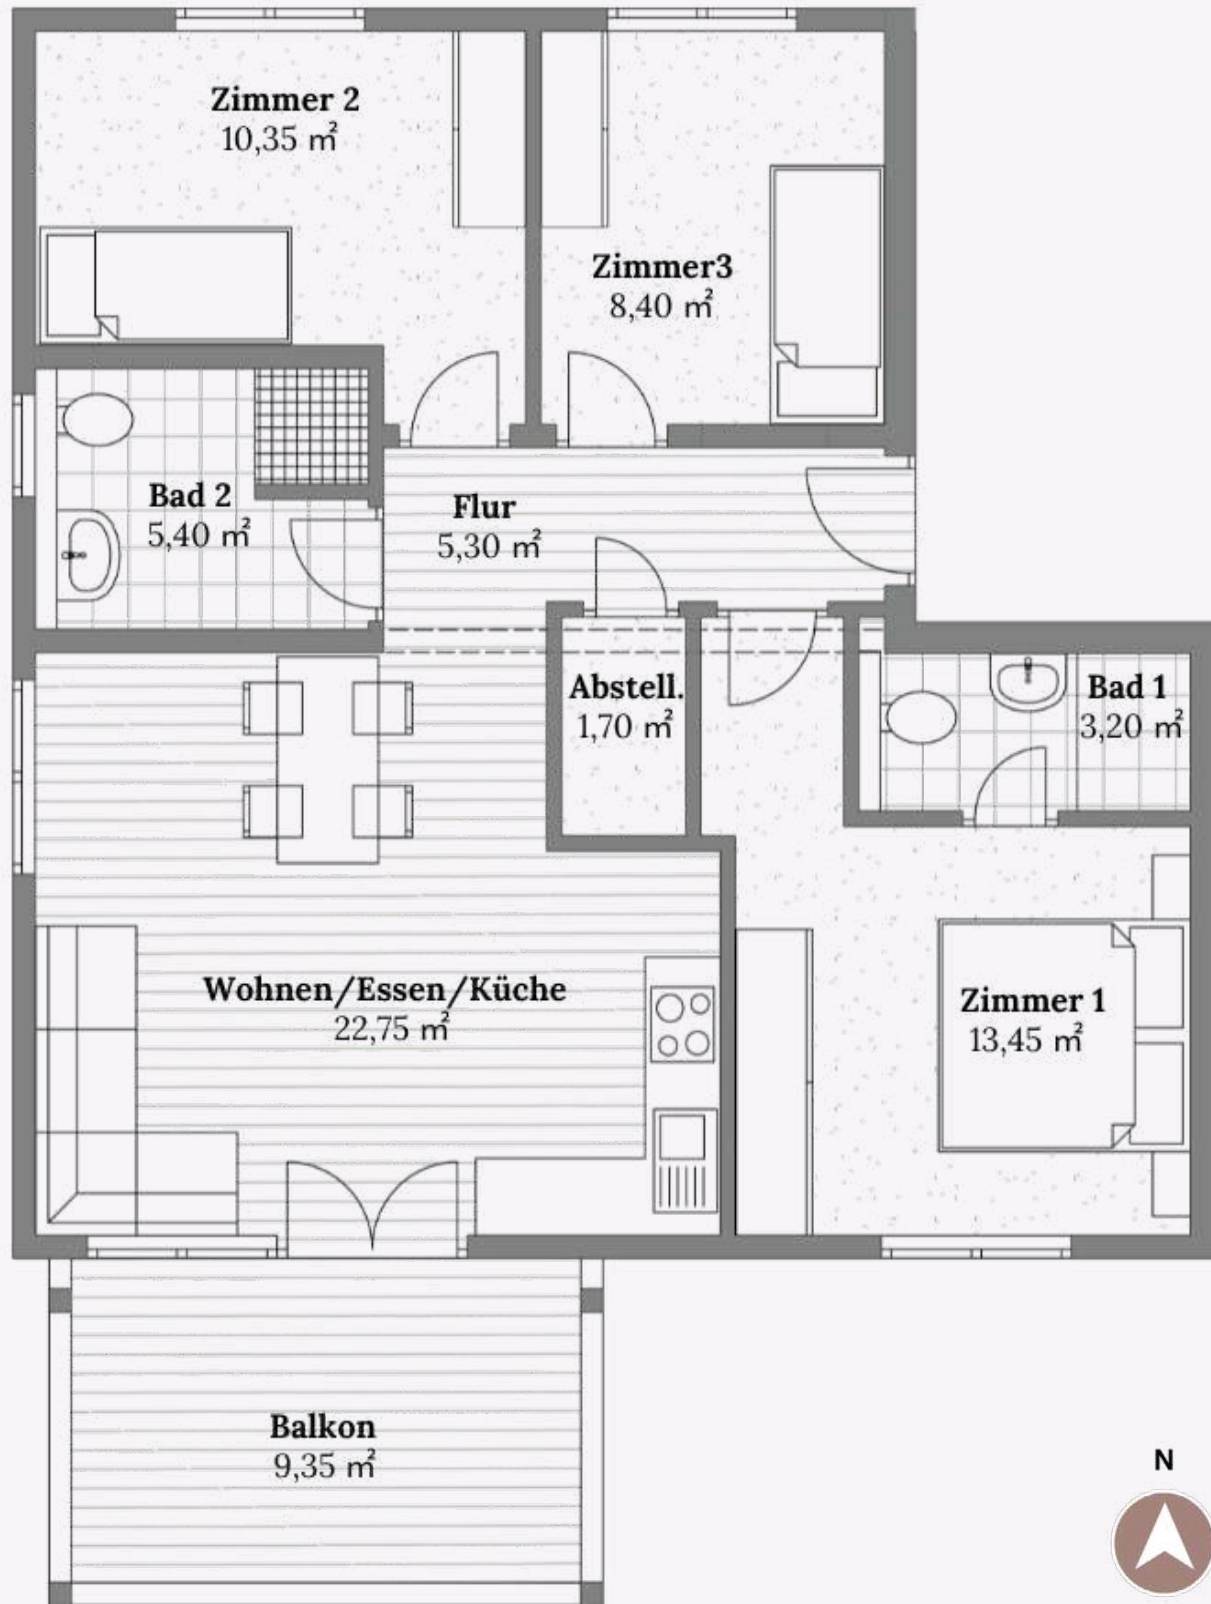 Zimmer 2
10,35 m²
Zimmer3
8,40 m²
Bad 2
5,40 m²
Flur
5,30 m²
Abstell.
1,70 m²
Bad 1
3,20 m²
Wohnen/Essen/Küche
22,75 m²
Zimmer 1
13,45 m²
Balkon
9,35 m²
N